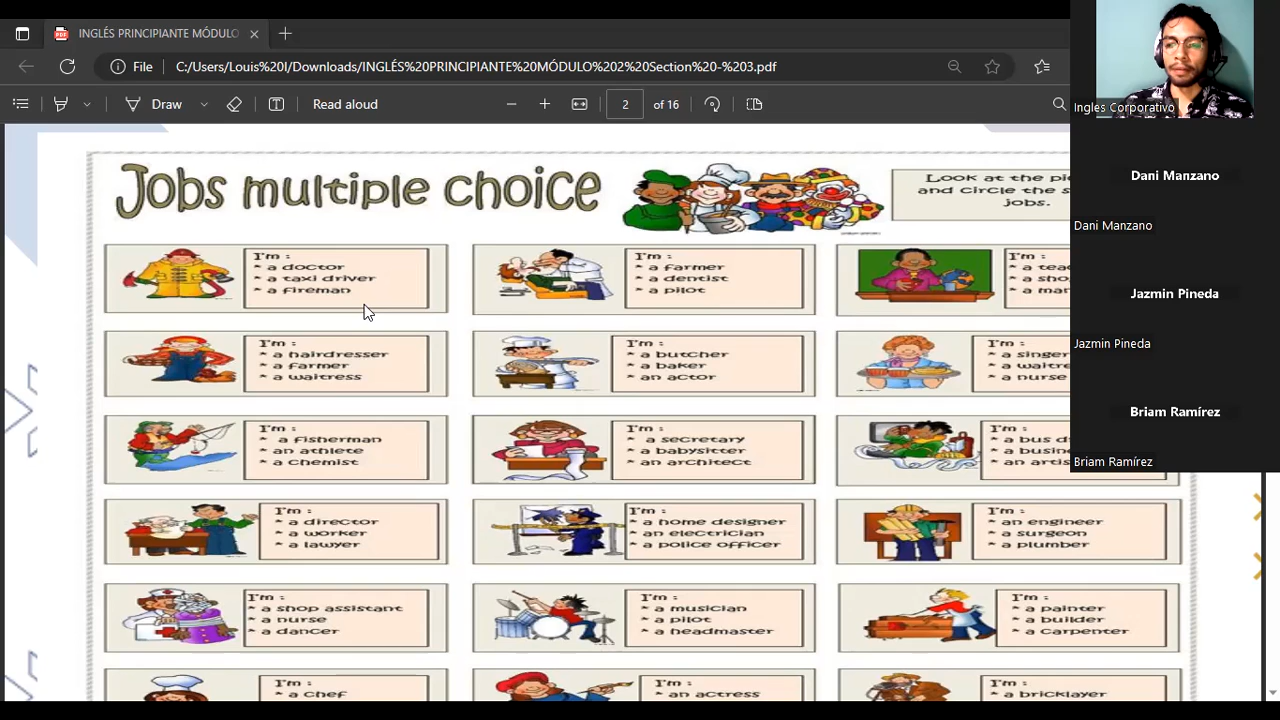 INGLÉS PRINCIPIANTE MÓDULO
File
C:/Users/Louis%20I/Downloads/INGLÉS%20PRINCIPIANTE%20MÓDULO%202%20Section%20-%203.pdf
Draw
Read aloud
2 of 16
Ingles Corporativo
Dani Manzano
Dani Manzano
Jazmin Pineda
Jazmin Pineda
Briam Ramírez
Briam Ramírez
Jobs multiple choice
Look at the
and circle the
jobs.
I'm :
* a doctor
* a taxi driver
* a fireman
I'm :
* a farmer
* a dentist
* a pilot
I'm :
* a
* a
* a
I'm :
* a hairdresser
* a farmer
* a waitress
I'm :
* a butcher
* a baker
* an actor
I'm :
* a singer
* a
* a nurse
I'm :
* a fisherman
* an athlete
* a chemist
I'm :
* a secretary
* a babysitter
* an architect
I'm :
* a bus
* a
* an
I'm :
* a director
* a worker
* a lawyer
I'm :
* a home designer
* an electrician
* a police officer
I'm :
* an engineer
* a surgeon
* a plumber
I'm :
* a shop assistant
* a nurse
* a dancer
I'm :
* a musician
* a pilot
* a headmaster
I'm :
* a painter
* a builder
* a carpenter
I'm :
* a chef
I'm :
* an actress
I'm :
* a bricklayer